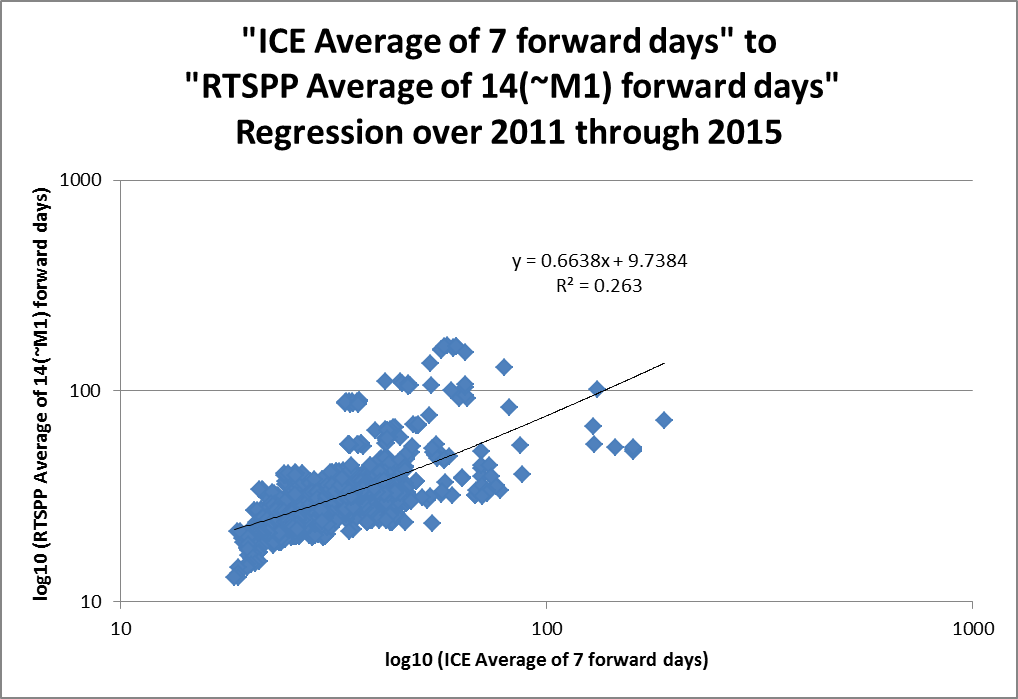 "ICE Average of 7 forward days" to
"RTSPP Average of 14(~M1) forward days"
Regression over 2011 through 2015
1000
y = 0.6638x + 9.7384
R² = 0.263
100
10
log10 (RTSPP Average of 14(~M1) forward days)
10
100
1000
log10 (ICE Average of 7 forward days)